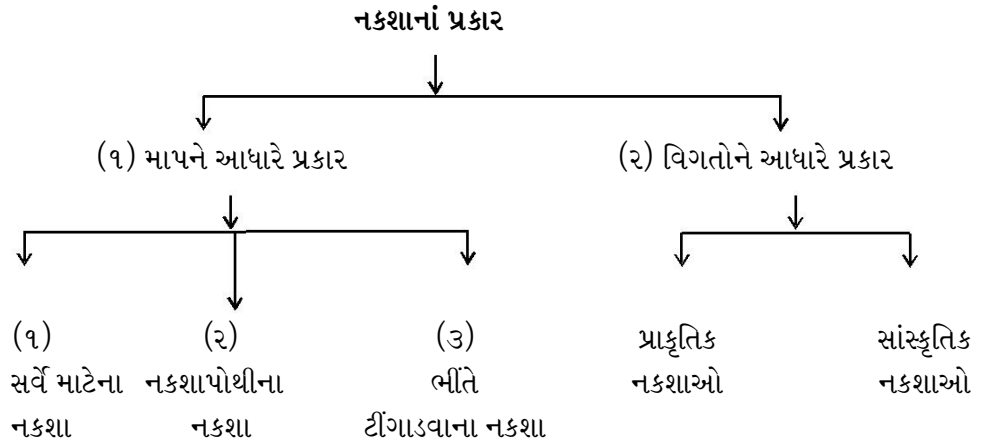 નકશાનાં પ્રકાર
(૧) માપને આધારે પ્રકાર
(૨) વિગતોને આધારે પ્રકાર
(૧)
સર્વે માટેના
નકશા
(૨)
નકશાપોથીના
નકશા
(૩)
ભીંતે
ટીંગાડવાના નકશા
પ્રાકૃતિક
નકશાઓ
સાંસ્કૃતિક
નકશાઓ